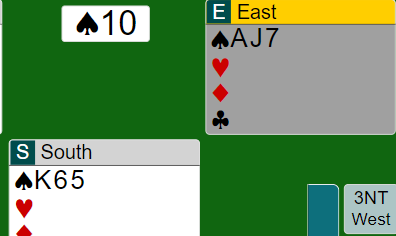 ♠10
E East
♠AJ7
♥
♦
♣
S South
♠K65
♥
♦
3NT
West